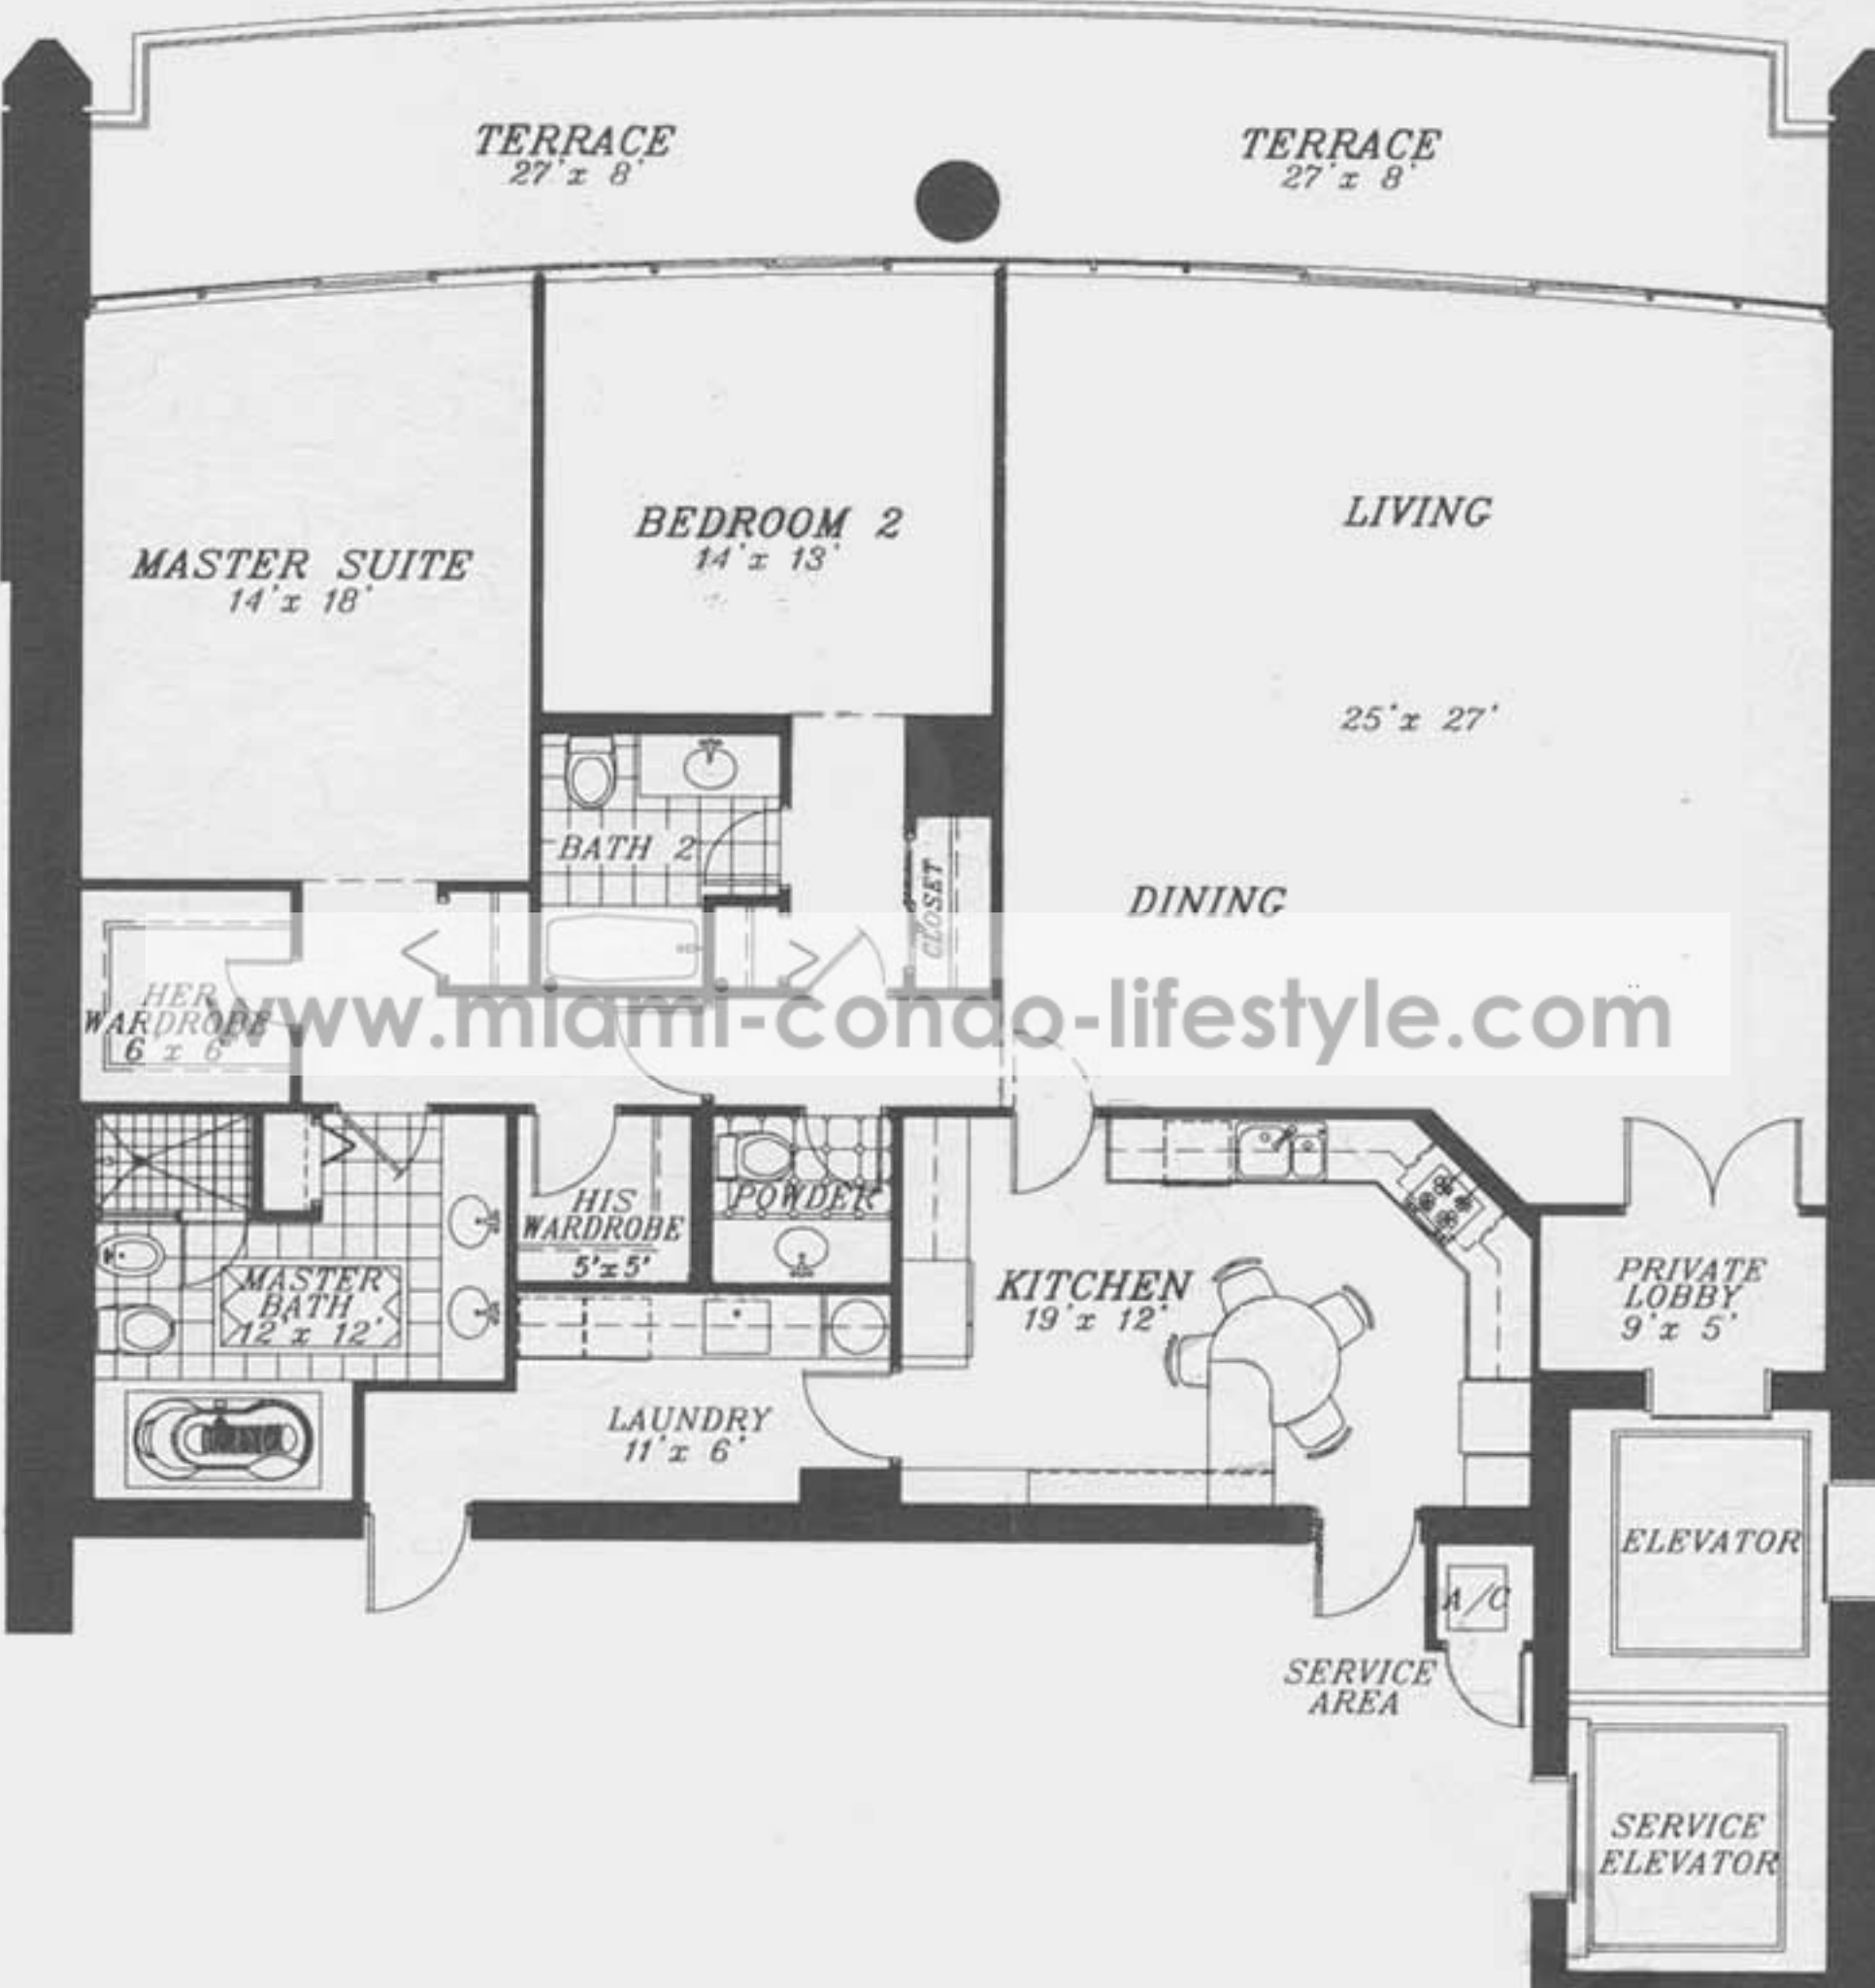 TERRACE
27' x 8'
TERRACE
27' x 8'
LIVING
BEDROOM 2
14' x 13'
MASTER SUITE
14' x 18'
25' x 27'
BATH 2
CLOSET
DINING
HER
WARDROBE
6' x 6'
www.miami-condo-lifestyle.com
HIS
WARDROBE
5' x 5'
POWDER
MASTER
BATH
12' x 12'
KITCHEN
19' x 12'
PRIVATE
LOBBY
9' x 5'
LAUNDRY
11' x 6'
ELEVATOR
A/C
SERVICE
AREA
SERVICE
ELEVATOR